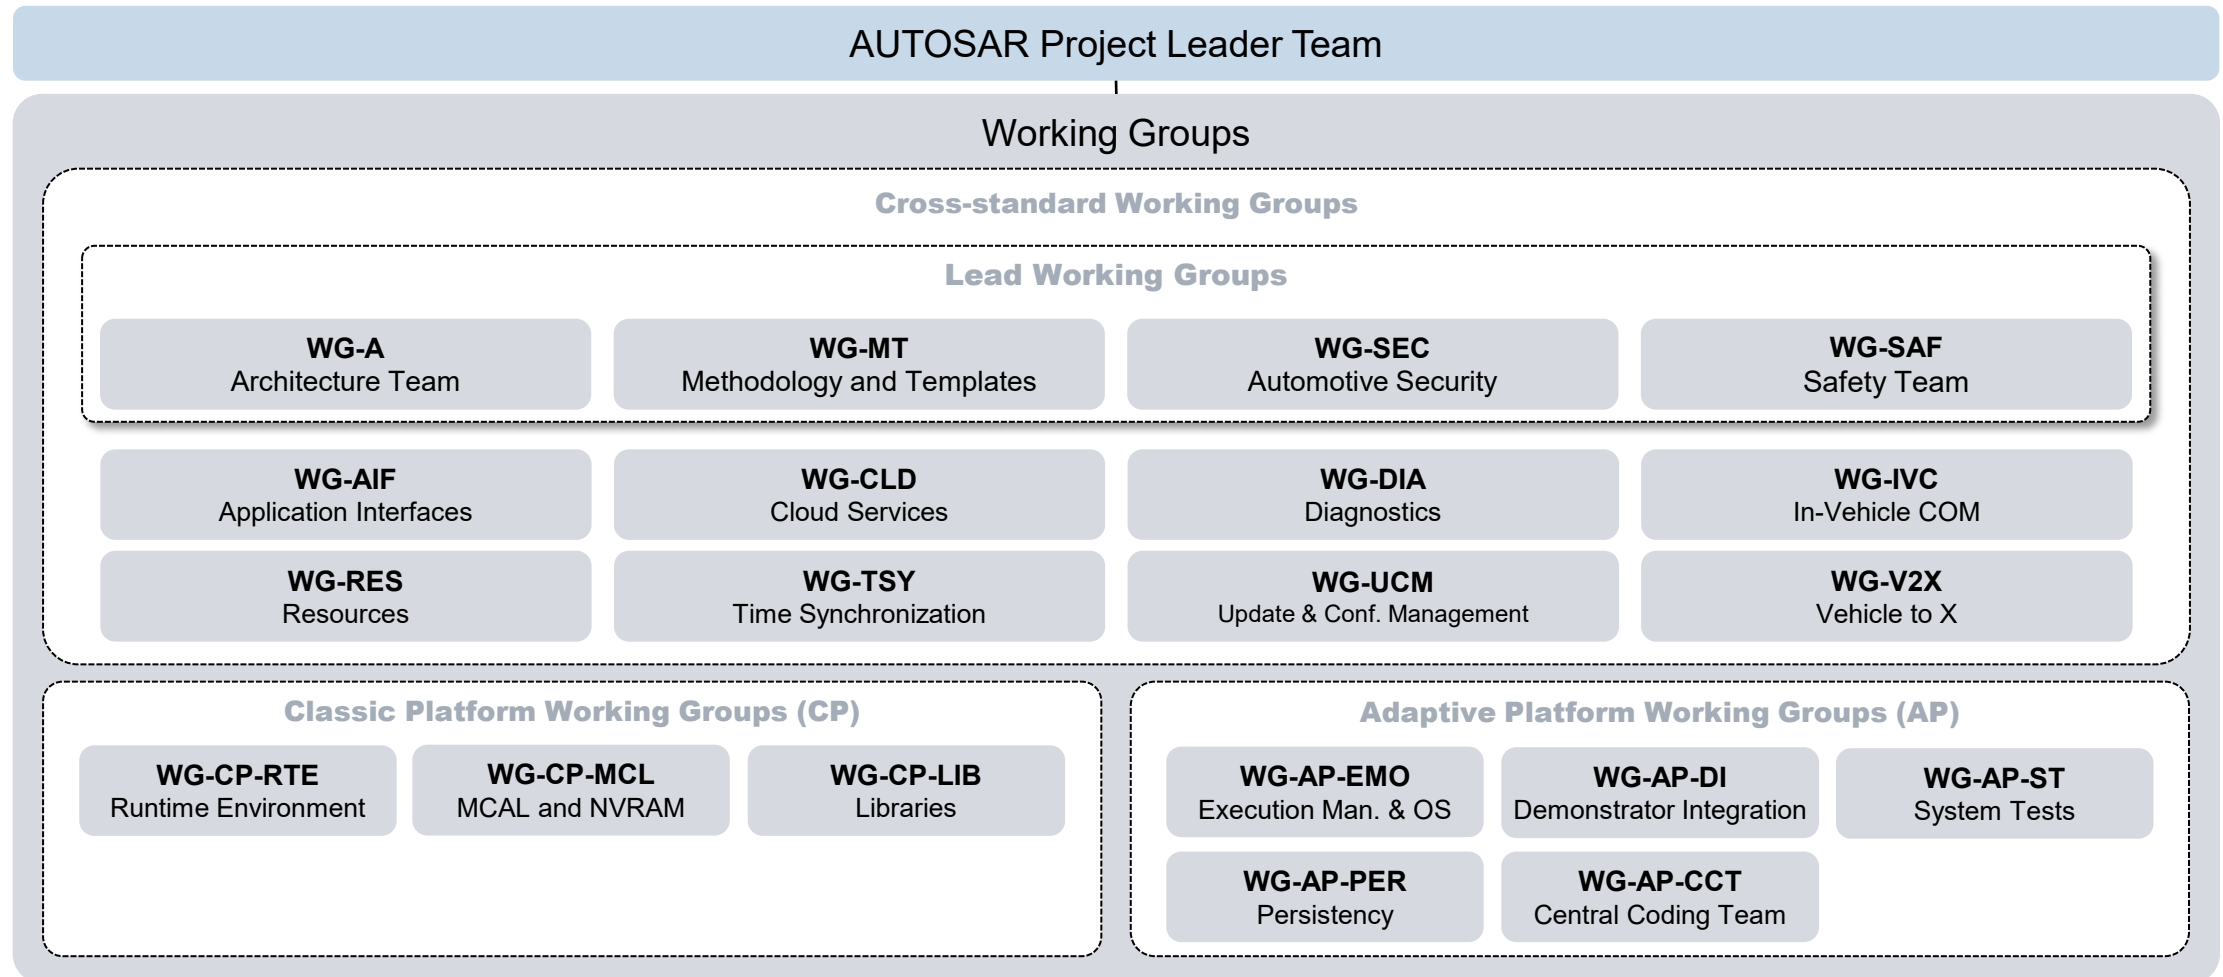 AUTOSAR Project Leader Team
Working Groups
Cross-standard Working Groups
Lead Working Groups
WG-A
Architecture Team
WG-MT
Methodology and Templates
WG-SEC
Automotive Security
WG-SAF
Safety Team
WG-AIF
Application Interfaces
WG-CLD
Cloud Services
WG-DIA
Diagnostics
WG-IVC
In-Vehicle COM
WG-RES
Resources
WG-TSY
Time Synchronization
WG-UCM
Update & Conf. Management
WG-V2X
Vehicle to X
Classic Platform Working Groups (CP)
WG-CP-RTE
Runtime Environment
WG-CP-MCL
MCAL and NVRAM
WG-CP-LIB
Libraries
Adaptive Platform Working Groups (AP)
WG-AP-EMO
Execution Man. & OS
WG-AP-DI
Demonstrator Integration
WG-AP-ST
System Tests
WG-AP-PER
Persistency
WG-AP-CCT
Central Coding Team